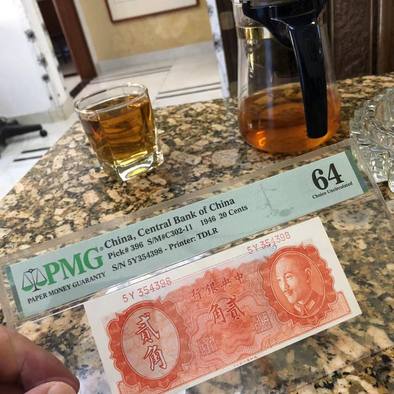 PMG
PAPER MONEY GUARANTY
China, Central Bank of China
Pick# 396 S/M#C302-11 1946 20 Cents
S/N 5Y354398 - Printer: TDLR
64
Choice Uncirculated
5Y 354398
5Y 354398
中央銀行
貳角
貳角